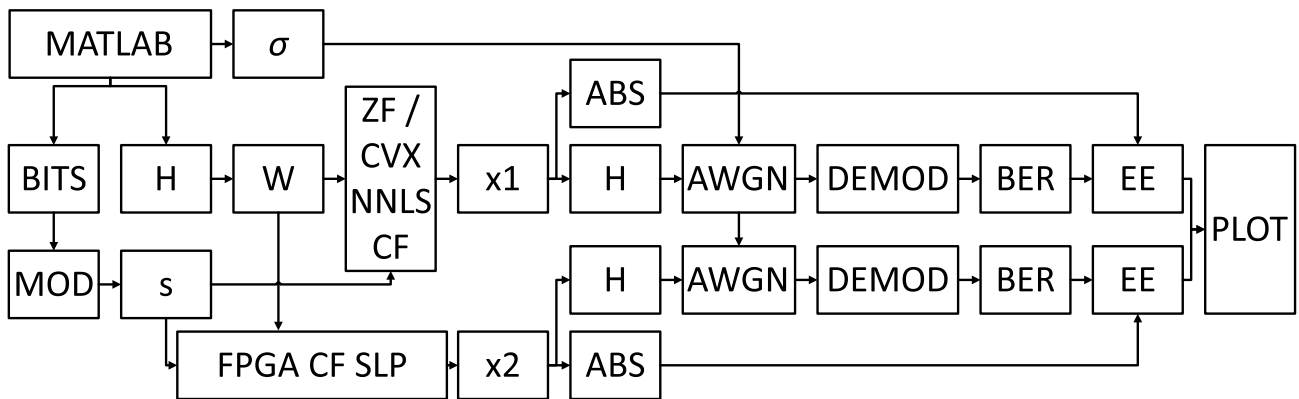 MATLAB
σ
ABS
ZF /
CVX
NNLS
CF
BITS
H
W
x1
H
AWGN
DEMOD
BER
EE
PLOT
MOD
s
H
AWGN
DEMOD
BER
EE
FPGA CF SLP
x2
ABS